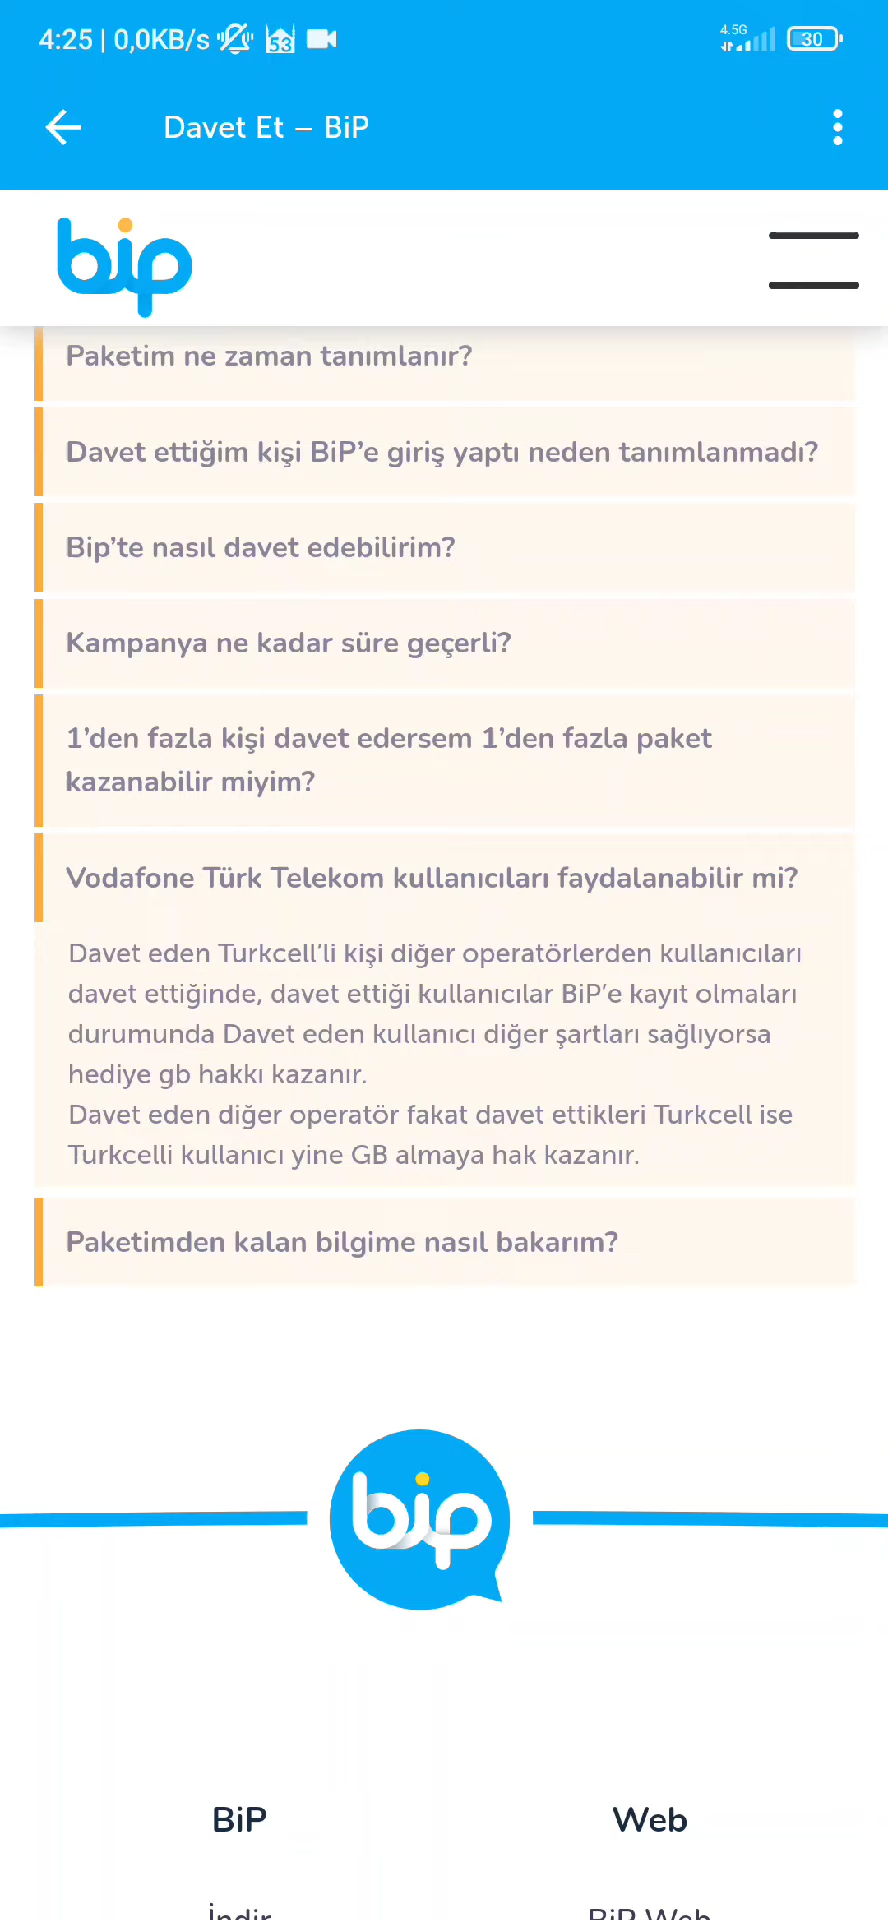 4:25 | 0,0KB/s 53 4.5G 30
Davet Et – BiP
bip
Paketim ne zaman tanımlanır?
Davet ettiğim kişi BiP’e giriş yaptı neden tanımlanmadı?
Bip’te nasıl davet edebilirim?
Kampanya ne kadar süre geçerli?
1’den fazla kişi davet edersem 1’den fazla paket
kazanabilir miyim?
Vodafone Türk Telekom kullanıcıları faydalanabilir mi?
Davet eden Turkcell’li kişi diğer operatörlerden kullanıcıları
davet ettiğinde, davet ettiği kullanıcılar BiP’e kayıt olmaları
durumunda Davet eden kullanıcı diğer şartları sağlıyorsa
hediye gb hakkı kazanır.
Davet eden diğer operatör fakat davet ettikleri Turkcell ise
Turkcelli kullanıcı yine GB almaya hak kazanır.
Paketimden kalan bilgime nasıl bakarım?
bip
BiP Web
İndir BiP Web